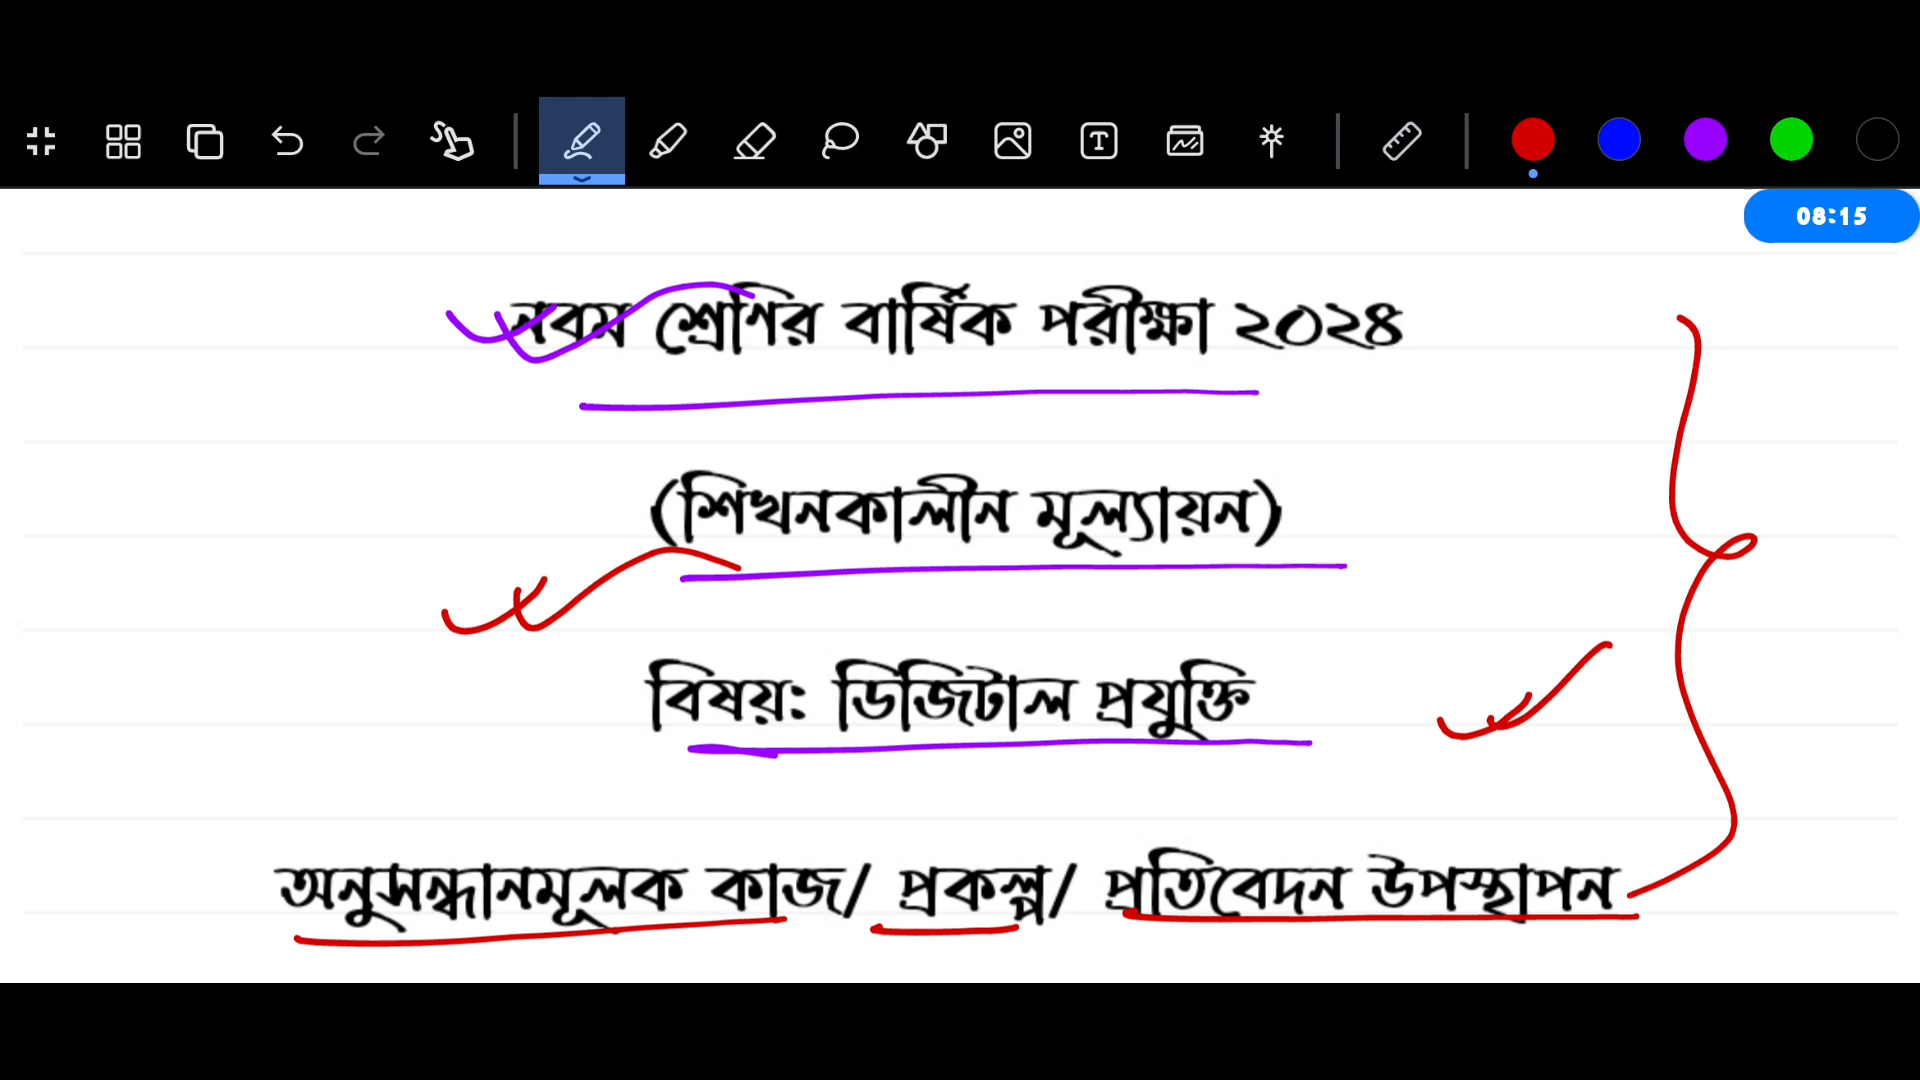 08:15
নবম শ্রেণির বার্ষিক পরীক্ষা ২০২৪
(শিখনকালীন মূল্যায়ন)
বিষয়: ডিজিটাল প্রযুক্তি
অনুসন্ধানমূলক কাজ/ প্রকল্প/ প্রতিবেদন উপস্থাপন